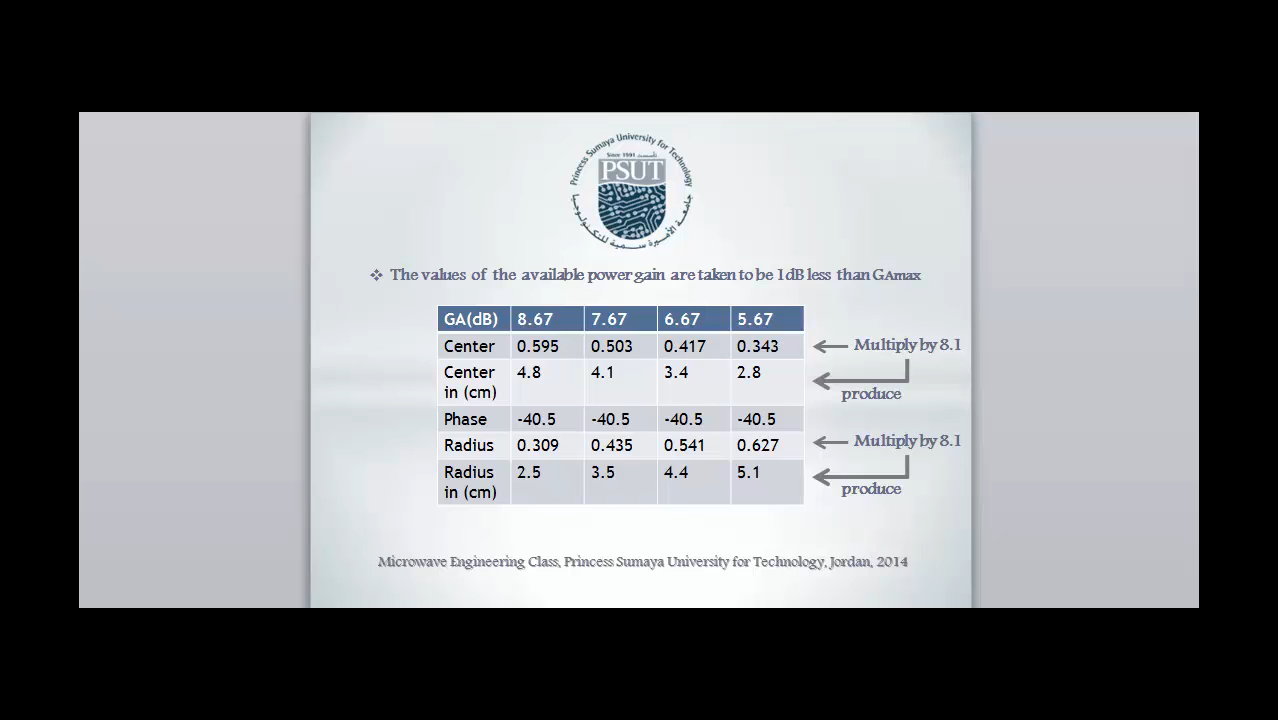 Princess Sumaya University for Technology
Since 1991
PSUT
جامعة الأميرة سمية للتكنولوجيا
❖ The values of the available power gain are taken to be 1dB less than GAmax
GA(dB) 8.67 7.67 6.67 5.67
Center 0.595 0.503 0.417 0.343
Multiply by 8.1
Center in (cm) 4.8 4.1 3.4 2.8
produce
Phase -40.5 -40.5 -40.5 -40.5
Radius 0.309 0.435 0.541 0.627
Multiply by 8.1
Radius in (cm) 2.5 3.5 4.4 5.1
produce
Microwave Engineering Class, Princess Sumaya University for Technology, Jordan, 2014